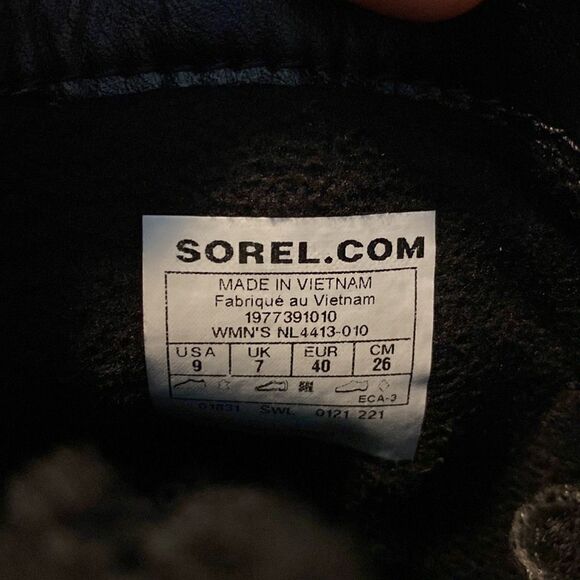 SOREL.COM
MADE IN VIETNAM
Fabriqué au Vietnam
1977391010
WMN'S NL4413-010
USA UK EUR CM
9 7 40 26
ECA-3
SWL 0121 221